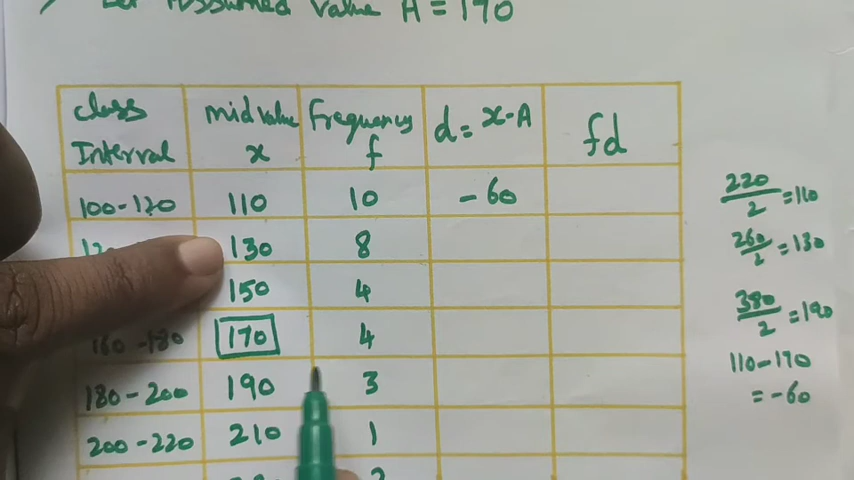 Let Assumed Value A = 170
class Interval mid value x Frequency f d = x-A fd
100-120 110 10 -60
130 8
150 4
160-180 170 4
180-200 190 3
200-220 210 1
220/2 = 110
260/2 = 130
380/2 = 190
110-170
= -60